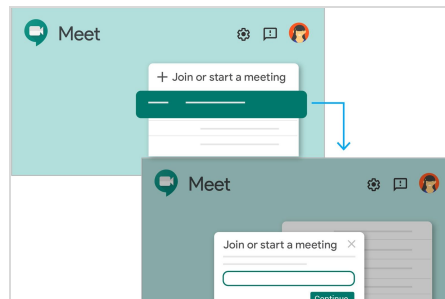 Meet
+ Join or start a meeting
Meet
Join or start a meeting
Continue